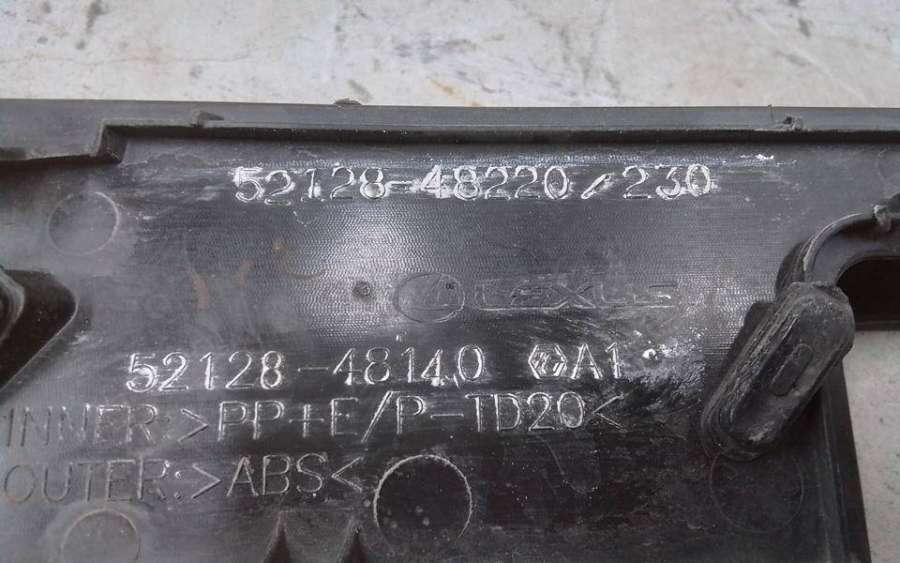 52128-48220/230
LEXUS
52128-48140 A1
INNER:>PP+E/P-TD20<
OUTER:>ABS<